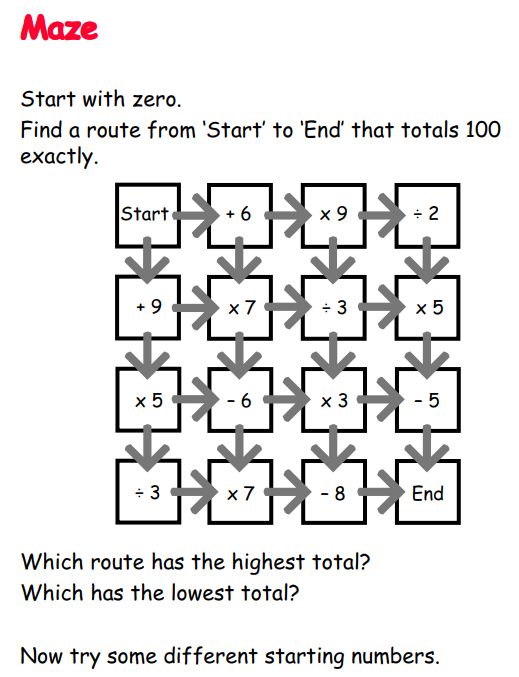 Maze
Start with zero.
Find a route from ‘Start’ to ‘End’ that totals 100
exactly.
Start + 6 x 9 ÷ 2
+ 9 x 7 ÷ 3 x 5
x 5 - 6 x 3 - 5
÷ 3 x 7 - 8 End
Which route has the highest total?
Which has the lowest total?
Now try some different starting numbers.